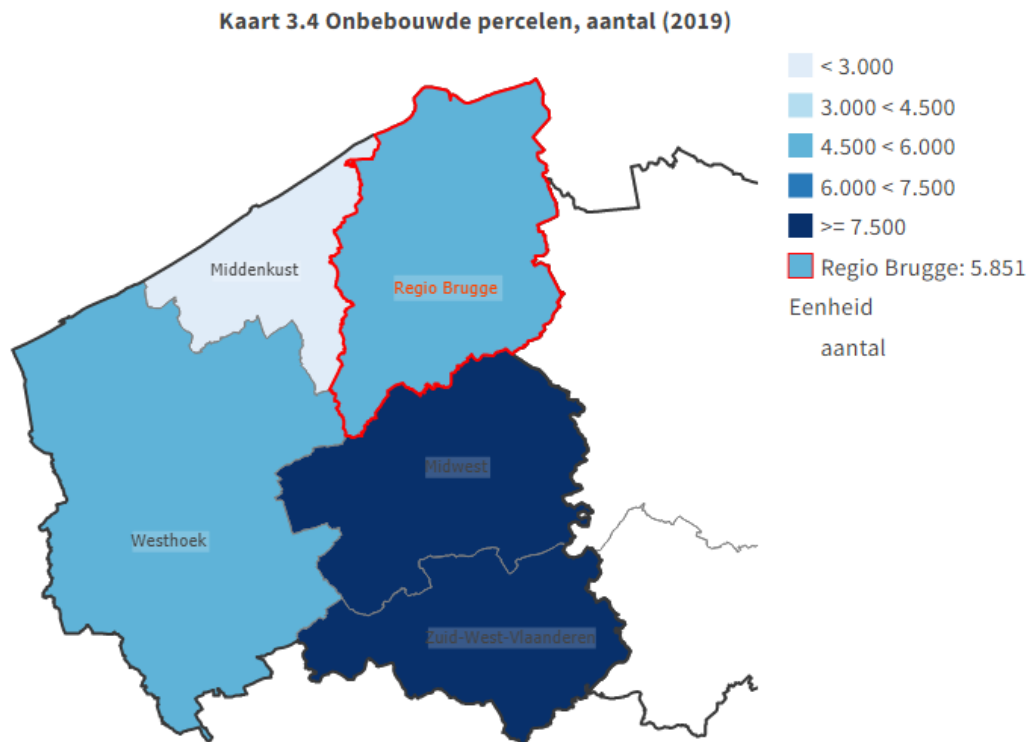 Kaart 3.4 Onbebouwde percelen, aantal (2019)
< 3.000
3.000 < 4.500
4.500 < 6.000
6.000 < 7.500
>= 7.500
Regio Brugge: 5.851
Eenheid
aantal
Middenkust
Regio Brugge
Midwest
Westhoek
Zuid-West-Vlaanderen